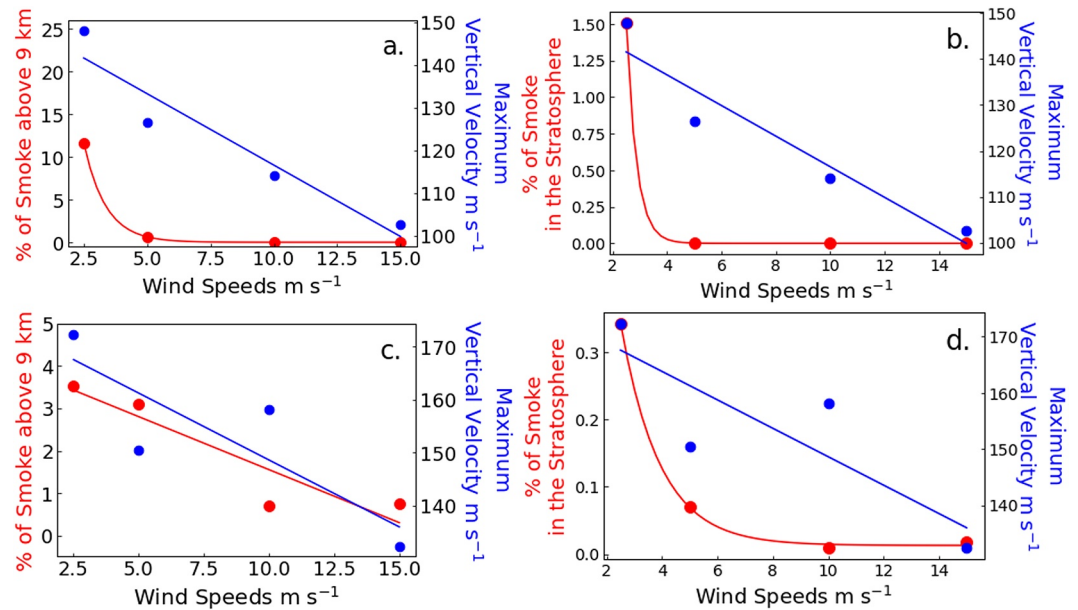 a.
% of Smoke above 9 km
25
20
15
10
5
0
150
140
130
120
110
100
Maximum
Vertical Velocity m s⁻¹
2.5 5.0 7.5 10.0 12.5 15.0
Wind Speeds m s⁻¹
b.
% of Smoke
in the Stratosphere
1.50
1.25
1.00
0.75
0.50
0.25
0.00
150
140
130
120
110
100
Maximum
Vertical Velocity m s⁻¹
2 4 6 8 10 12 14
Wind Speeds m s⁻¹
c.
% of Smoke above 9 km
5
4
3
2
1
0
170
160
150
140
Maximum
Vertical Velocity m s⁻¹
2.5 5.0 7.5 10.0 12.5 15.0
Wind Speeds m s⁻¹
d.
% of Smoke
in the Stratosphere
0.3
0.2
0.1
0.0
170
160
150
140
Maximum
Vertical Velocity m s⁻¹
2 4 6 8 10 12 14
Wind Speeds m s⁻¹